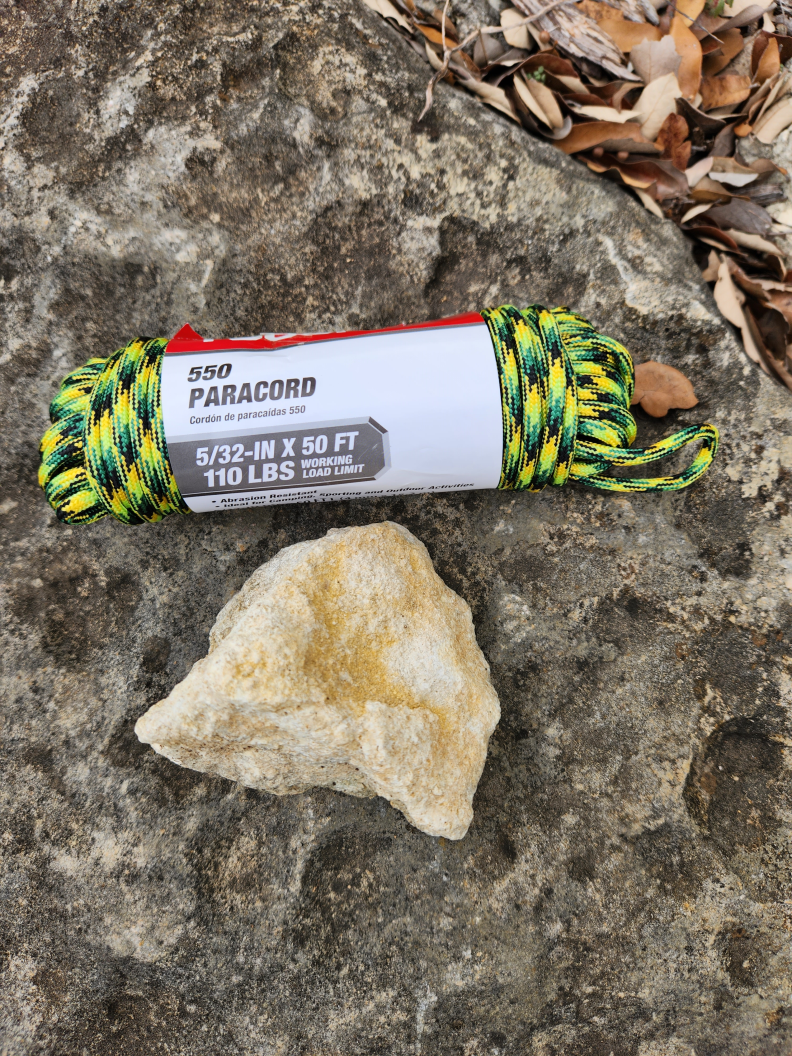 550
PARACORD
Cordón de paracaídas 550
5/32-IN X 50 FT
110 LBS WORKING
LOAD LIMIT
• Abrasion Resistant
• Ideal for Camping, Sporting and Outdoor Activities